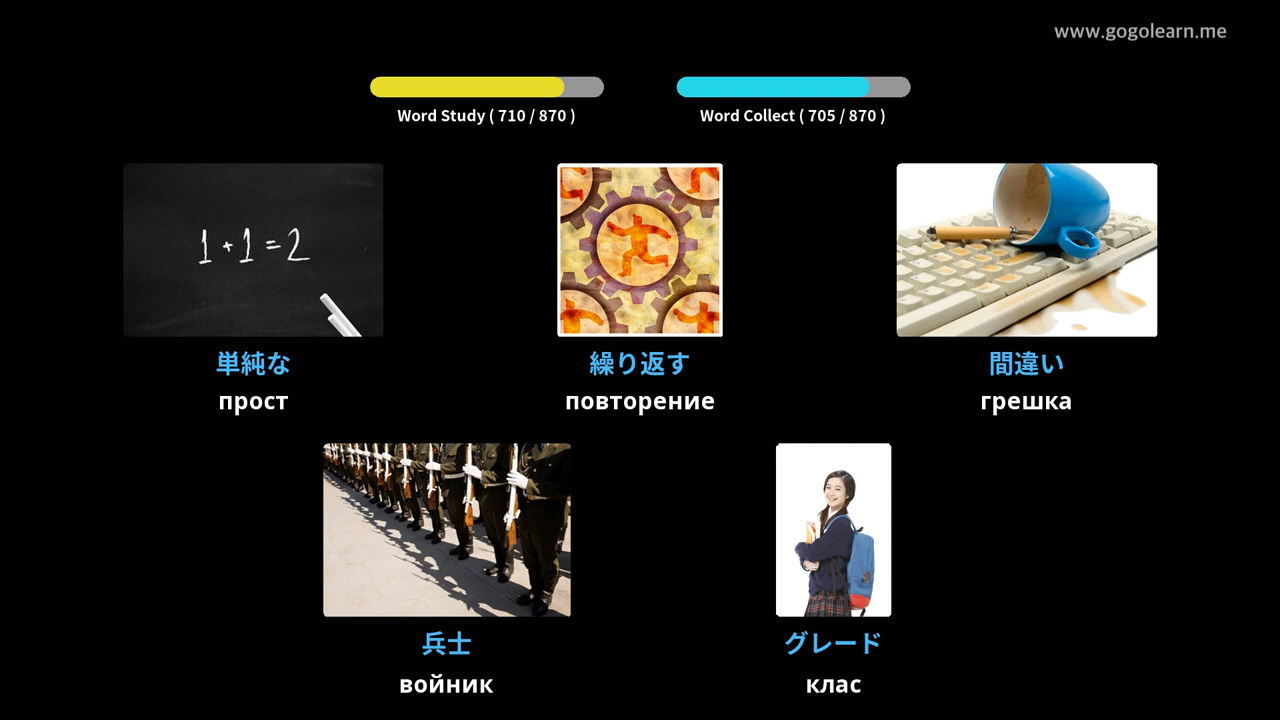 www.gogolearn.me
Word Study ( 710 / 870 )
Word Collect ( 705 / 870 )
1 + 1 = 2
単純な
прост
繰り返す
повторение
間違い
грешка
兵士
войник
グレード
клас